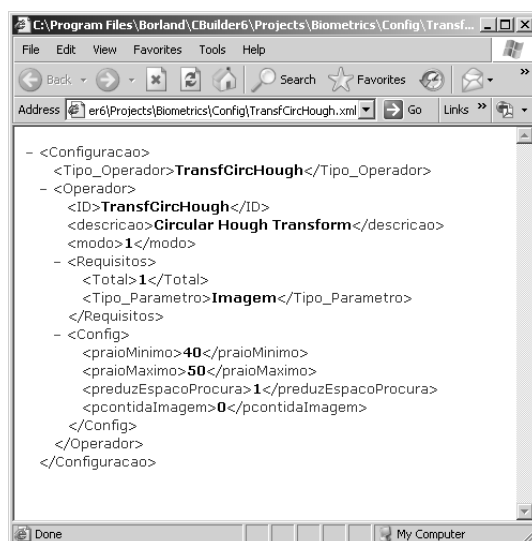 C:\Program Files\Borland\CBuilder6\Projects\Biometrics\Config\Transf...
File Edit View Favorites Tools Help
Back Search Favorites »
Address er6\Projects\Biometrics\Config\TransfCircHough.xml Go Links »
- <Configuracao>
<Tipo_Operador>TransfCircHough</Tipo_Operador>
- <Operador>
<ID>TransfCircHough</ID>
<descricao>Circular Hough Transform</descricao>
<modo>1</modo>
- <Requisitos>
<Total>1</Total>
<Tipo_Parametro>Imagem</Tipo_Parametro>
</Requisitos>
- <Config>
<praioMinimo>40</praioMinimo>
<praioMaximo>50</praioMaximo>
<preduzEspacoProcura>1</preduzEspacoProcura>
<pcontidaImagem>0</pcontidaImagem>
</Config>
</Operador>
</Configuracao>
Done My Computer